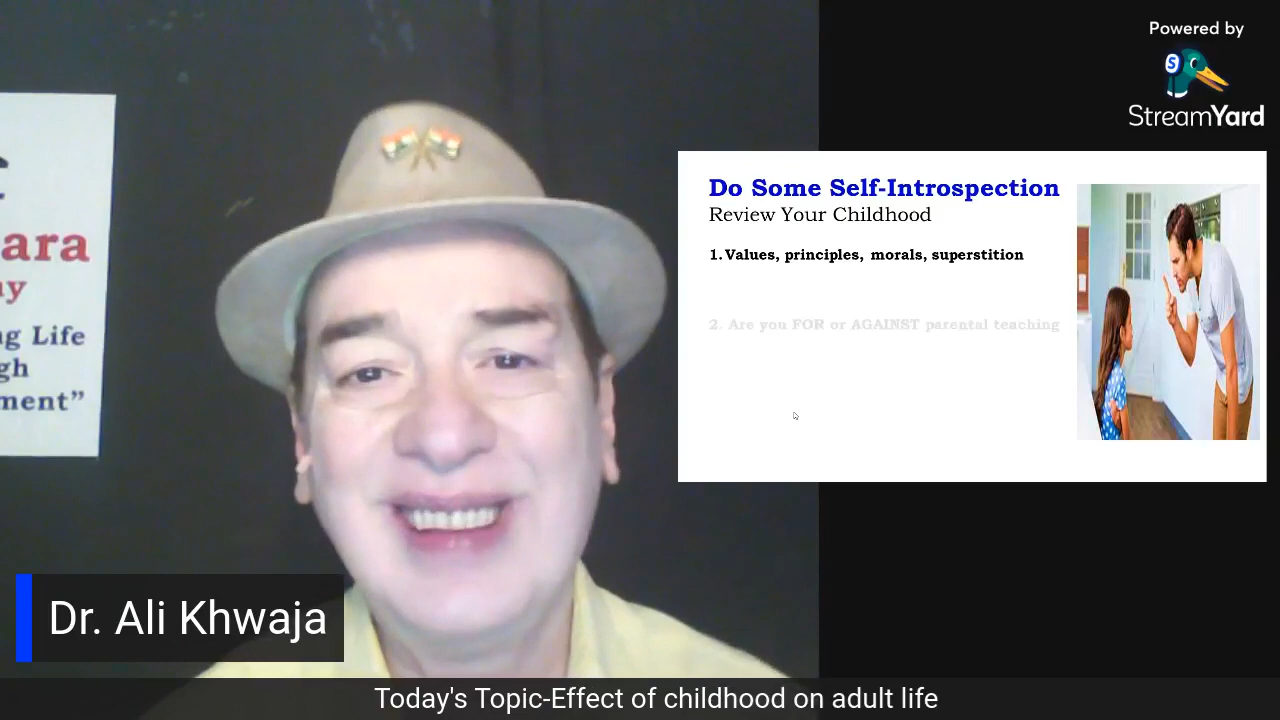 Powered by
StreamYard
ara
ng Life
gh
ment”
Do Some Self-Introspection
Review Your Childhood
1. Values, principles, morals, superstition
2. Are you FOR or AGAINST parental teaching
Dr. Ali Khwaja
Today's Topic-Effect of childhood on adult life